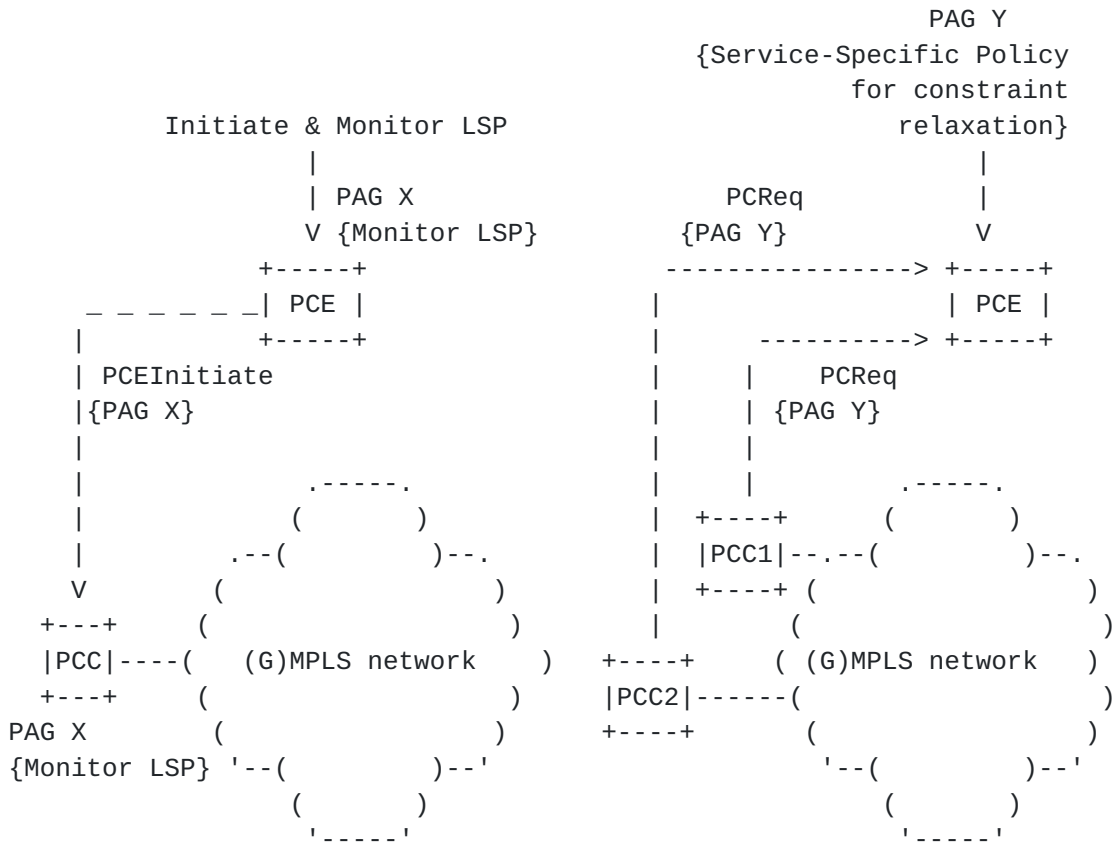 PAG Y
{Service-Specific Policy
for constraint
Initiate & Monitor LSP relaxation}
PAG X PCReq
{Monitor LSP} {PAG Y}
PCE PCE
PCEInitiate PCReq
{PAG X} {PAG Y}
PCC1
PCC (G)MPLS network (G)MPLS network
PCC2
PAG X
{Monitor LSP}